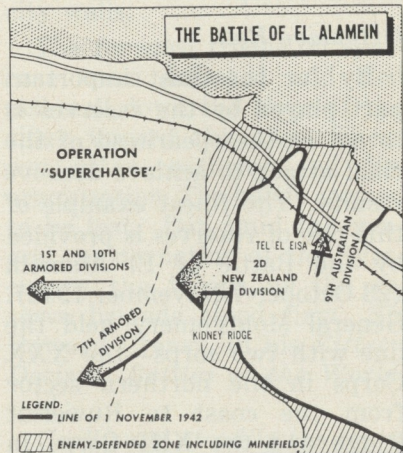 THE BATTLE OF EL ALAMEIN
OPERATION
"SUPERCHARGE"
1ST AND 10TH
ARMORED DIVISIONS
7TH ARMORED
DIVISION
2D
NEW ZEALAND
DIVISION
TEL EL EISA
9TH AUSTRALIAN
DIVISION
KIDNEY RIDGE
LEGEND:
LINE OF 1 NOVEMBER 1942
ENEMY-DEFENDED ZONE INCLUDING MINEFIELDS